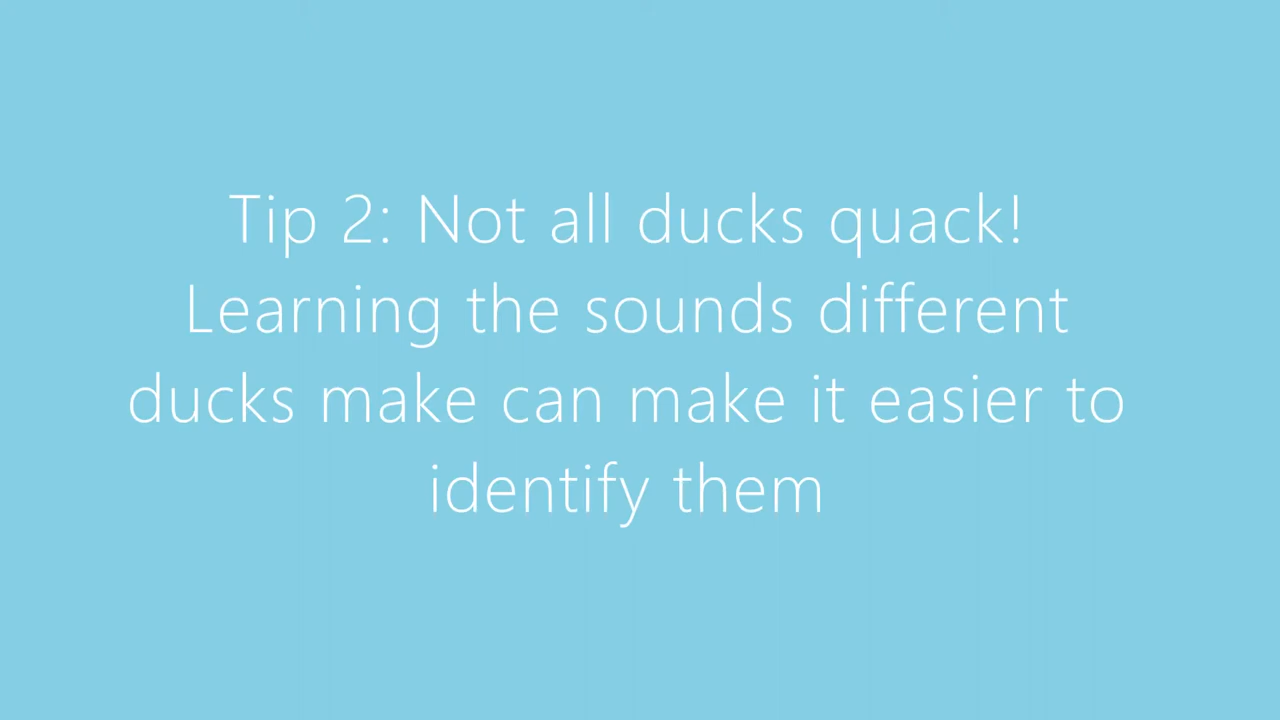 Tip 2: Not all ducks quack!
Learning the sounds different
ducks make can make it easier to
identify them